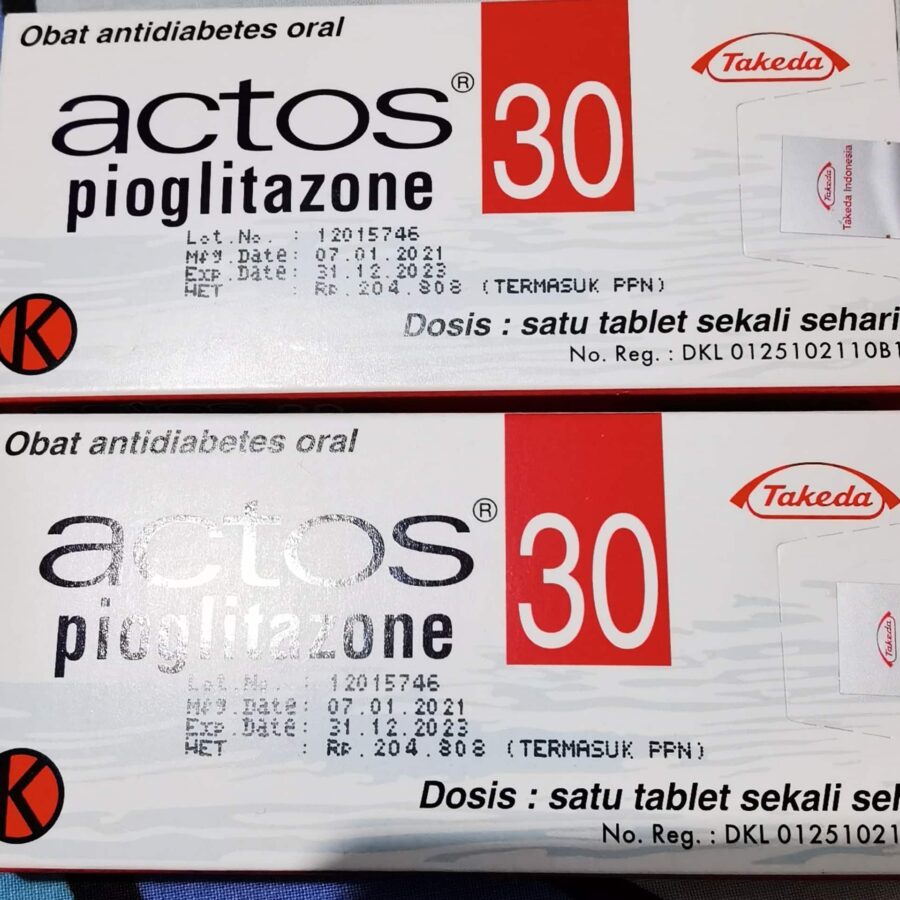 Obat antidiabetes oral
actos®
pioglitazone
30
Takeda
Takeda
Takeda Indonesia
Lot.No. : 12015746
Mfg.Date: 07.01.2021
Exp.Date: 31.12.2023
HET : Rp.204.808 (TERMASUK PPN)
K
Dosis : satu tablet sekali sehari
No. Reg. : DKL 0125102110B1
Obat antidiabetes oral
actos®
pioglitazone
30
Takeda
Takeda
Lot.No. : 12015746
Mfg.Date: 07.01.2021
Exp.Date: 31.12.2023
HET : Rp.204.808 (TERMASUK PPN)
K
Dosis : satu tablet sekali seh
No. Reg. : DKL 01251021